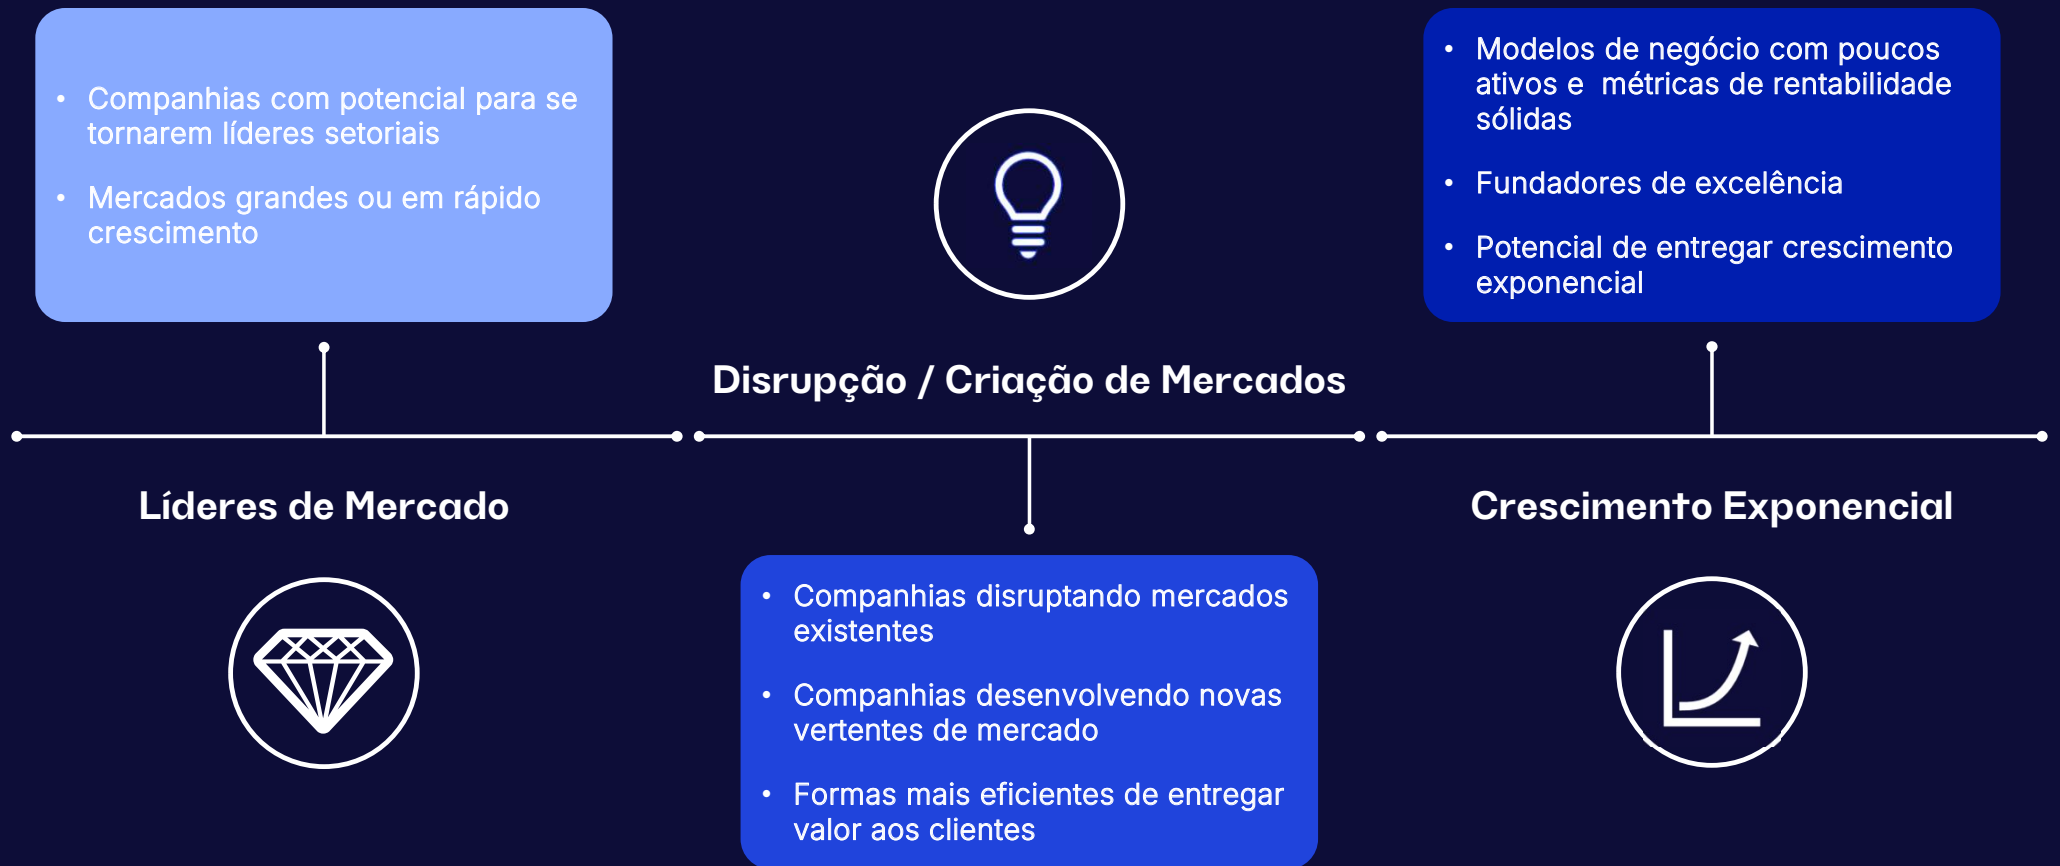 • Companhias com potencial para se
tornarem líderes setoriais
• Mercados grandes ou em rápido
crescimento
Líderes de Mercado
Disrupção / Criação de Mercados
• Companhias disruptando mercados
existentes
• Companhias desenvolvendo novas
vertentes de mercado
• Formas mais eficientes de entregar
valor aos clientes
• Modelos de negócio com poucos
ativos e  métricas de rentabilidade
sólidas
• Fundadores de excelência
• Potencial de entregar crescimento
exponencial
Crescimento Exponencial